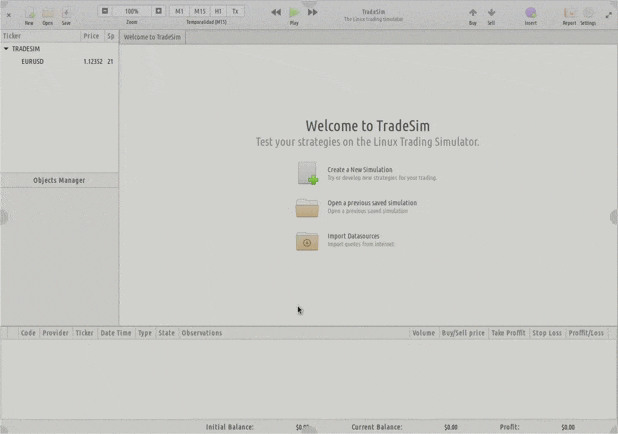 100%
M1 M15 H1 Tx
TradeSim
The Linux trading simulator
New Open Save
Zoom
Temporalidad (M15)
Play
Buy Sell
Insert
Report Settings
Ticker Price Sp
Welcome to TradeSim
TRADESIM
EURUSD 1.12352 21
Objects Manager
Welcome to TradeSim
Test your strategies on the Linux Trading Simulator.
Create a New Simulation
Try or develop new strategies for your trading.
Open a previous saved simulation
Open a previous saved simulation
Import Datasources
Import quotes from internet.
Code Provider Ticker Date Time Type State Observations Volume Buy/Sell price Take Proffit Stop Loss Proffit/Loss
Initial Balance: Current Balance: $0.00 Profit: $0.00